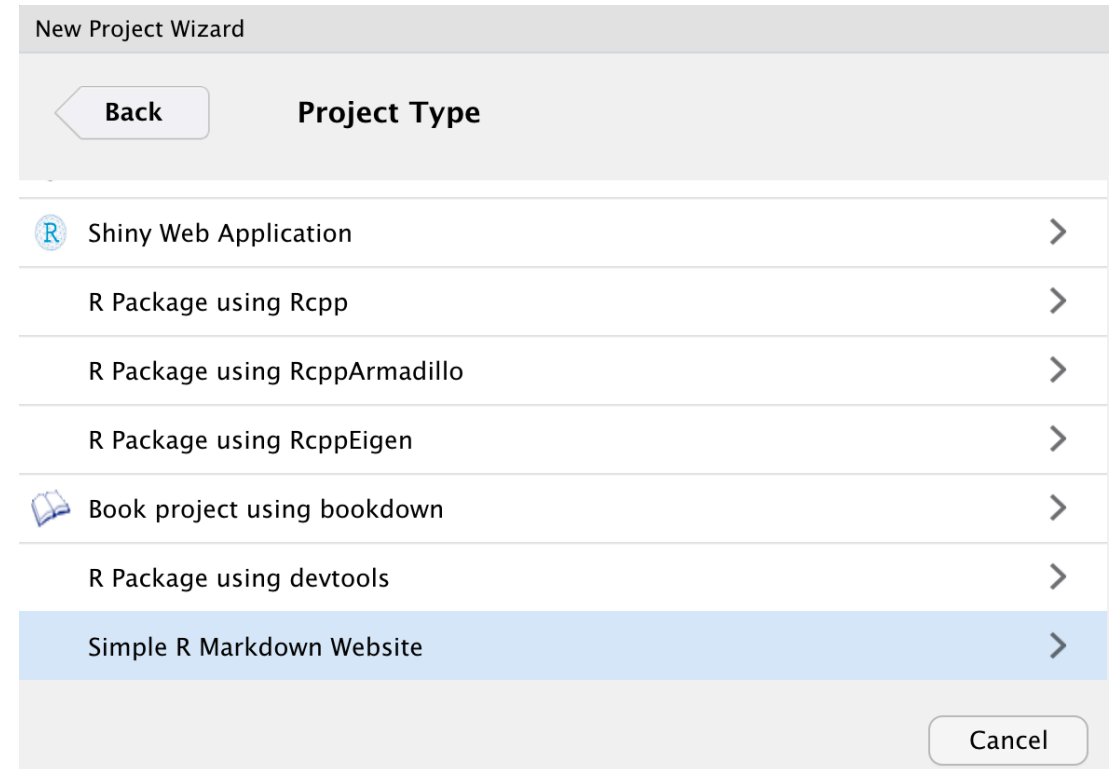 New Project Wizard
Back
Project Type
R Shiny Web Application
R Package using Rcpp
R Package using RcppArmadillo
R Package using RcppEigen
Book project using bookdown
R Package using devtools
Simple R Markdown Website
Cancel